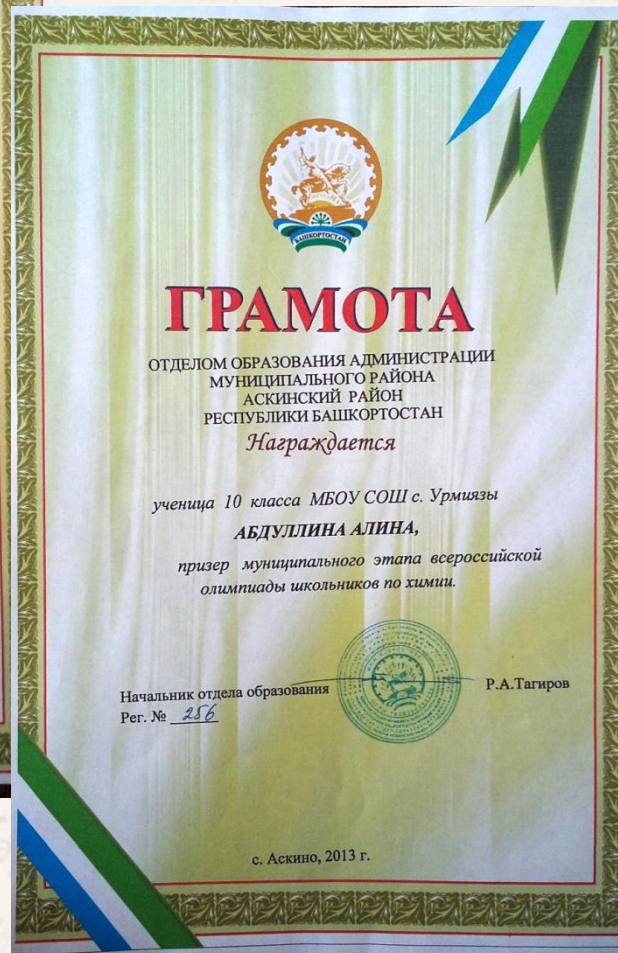 БАШКОРТОСТАН
ГРАМОТА
ОТДЕЛОМ ОБРАЗОВАНИЯ АДМИНИСТРАЦИИ
МУНИЦИПАЛЬНОГО РАЙОНА
АСКИНСКИЙ РАЙОН
РЕСПУБЛИКИ БАШКОРТОСТАН
Награждается
ученица 10 класса МБОУ СОШ с. Урмиязы
АБДУЛЛИНА АЛИНА,
призер муниципального этапа всероссийской
олимпиады школьников по химии.
Начальник отдела образования Р.А.Тагиров
Рег. № 256
с. Аскино, 2013 г.